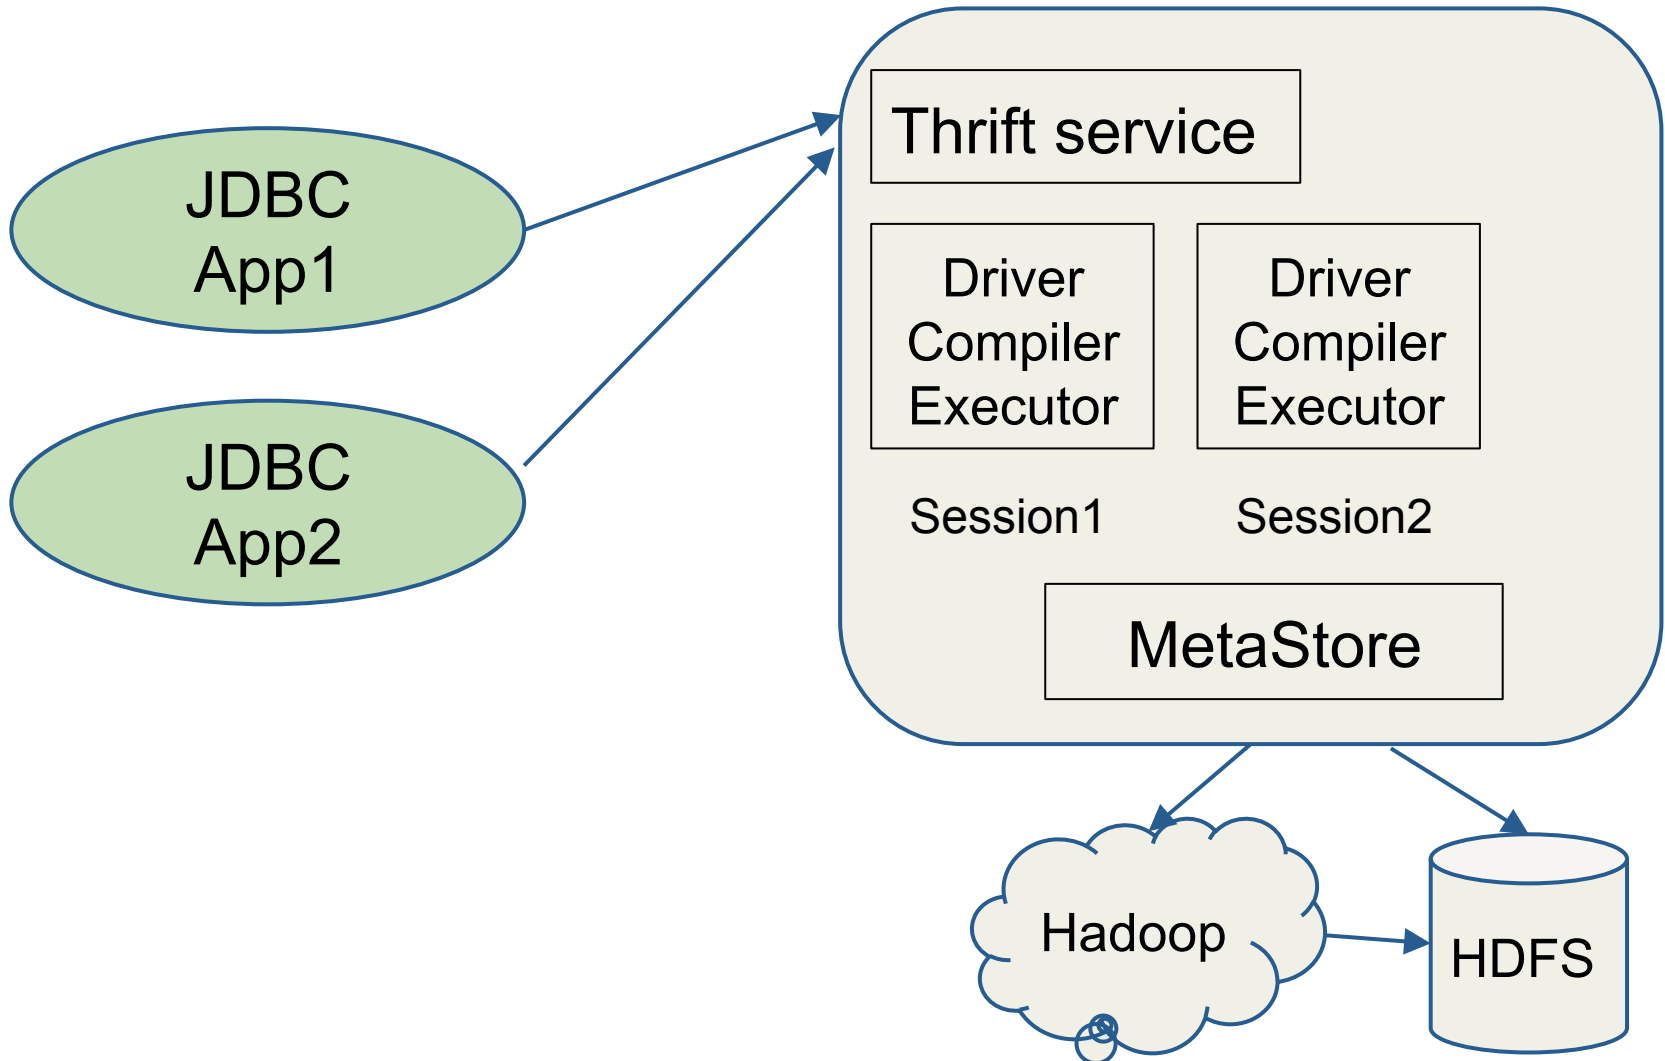 JDBC
App1
JDBC
App2
Thrift service
Driver
Compiler
Executor
Driver
Compiler
Executor
Session1
Session2
MetaStore
Hadoop
HDFS